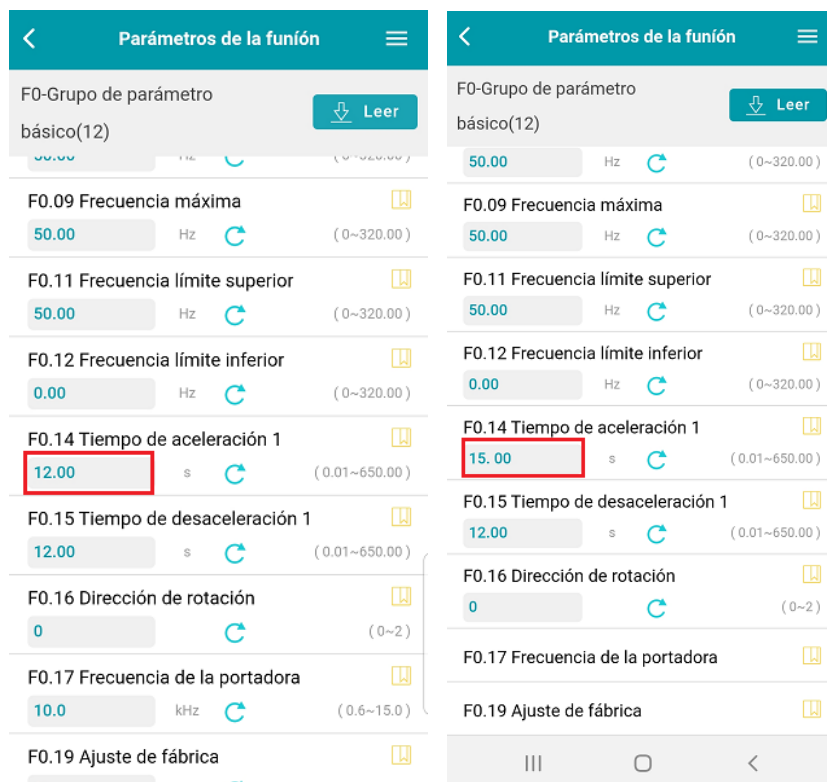 Parámetros de la funíón
F0-Grupo de parámetro
básico(12)
Leer
F0.09 Frecuencia máxima
50.00 Hz ( 0~320.00 )
F0.11 Frecuencia límite superior
50.00 Hz ( 0~320.00 )
F0.12 Frecuencia límite inferior
0.00 Hz ( 0~320.00 )
F0.14 Tiempo de aceleración 1
12.00 s ( 0.01~650.00 )
F0.15 Tiempo de desaceleración 1
12.00 s ( 0.01~650.00 )
F0.16 Dirección de rotación
0 ( 0~2 )
F0.17 Frecuencia de la portadora
10.0 kHz ( 0.6~15.0 )
F0.19 Ajuste de fábrica
Parámetros de la funíón
F0-Grupo de parámetro
básico(12)
Leer
50.00 Hz ( 0~320.00 )
F0.09 Frecuencia máxima
50.00 Hz ( 0~320.00 )
F0.11 Frecuencia límite superior
50.00 Hz ( 0~320.00 )
F0.12 Frecuencia límite inferior
0.00 Hz ( 0~320.00 )
F0.14 Tiempo de aceleración 1
15. 00 s ( 0.01~650.00 )
F0.15 Tiempo de desaceleración 1
12.00 s ( 0.01~650.00 )
F0.16 Dirección de rotación
0 ( 0~2 )
F0.17 Frecuencia de la portadora
F0.19 Ajuste de fábrica